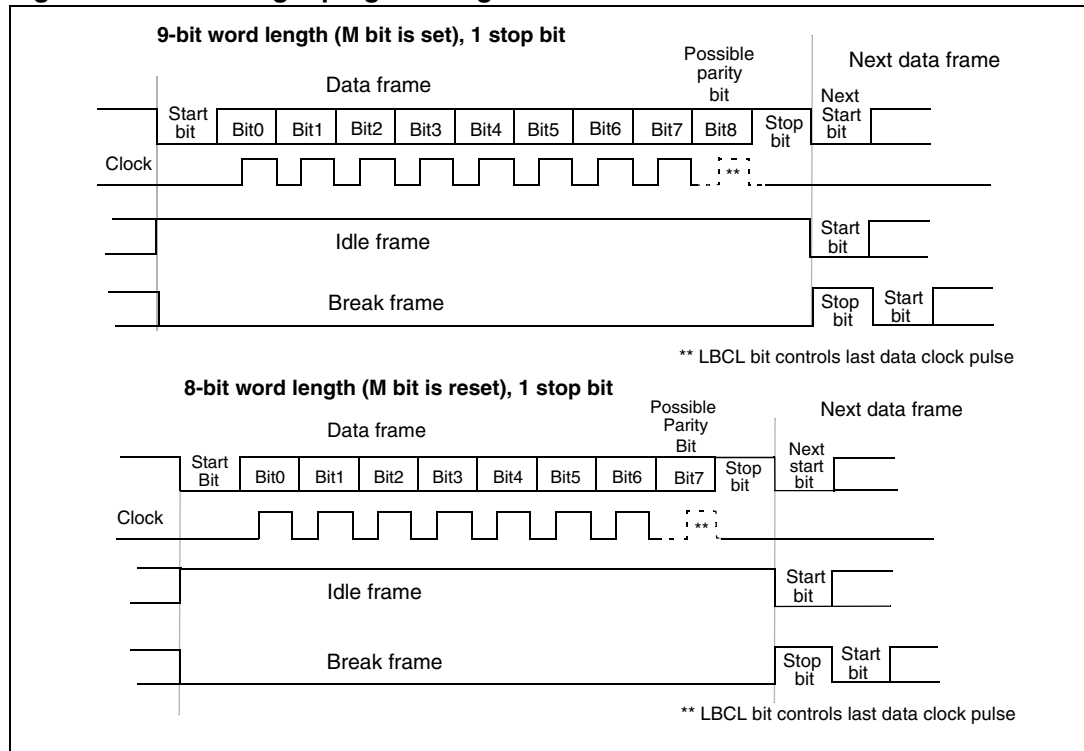 9-bit word length (M bit is set), 1 stop bit
Possible
parity
bit
Next data frame
Data frame
Start
bit
Bit0 Bit1 Bit2 Bit3 Bit4 Bit5 Bit6 Bit7 Bit8
Stop
bit
Next
Start
bit
Clock
**
Idle frame
Start
bit
Break frame
Stop
bit
Start
bit
** LBCL bit controls last data clock pulse
8-bit word length (M bit is reset), 1 stop bit
Possible
Parity
Bit
Next data frame
Data frame
Start
Bit
Bit0 Bit1 Bit2 Bit3 Bit4 Bit5 Bit6 Bit7
Stop
bit
Next
start
bit
Clock
**
Idle frame
Start
bit
Break frame
Stop
bit
Start
bit
** LBCL bit controls last data clock pulse